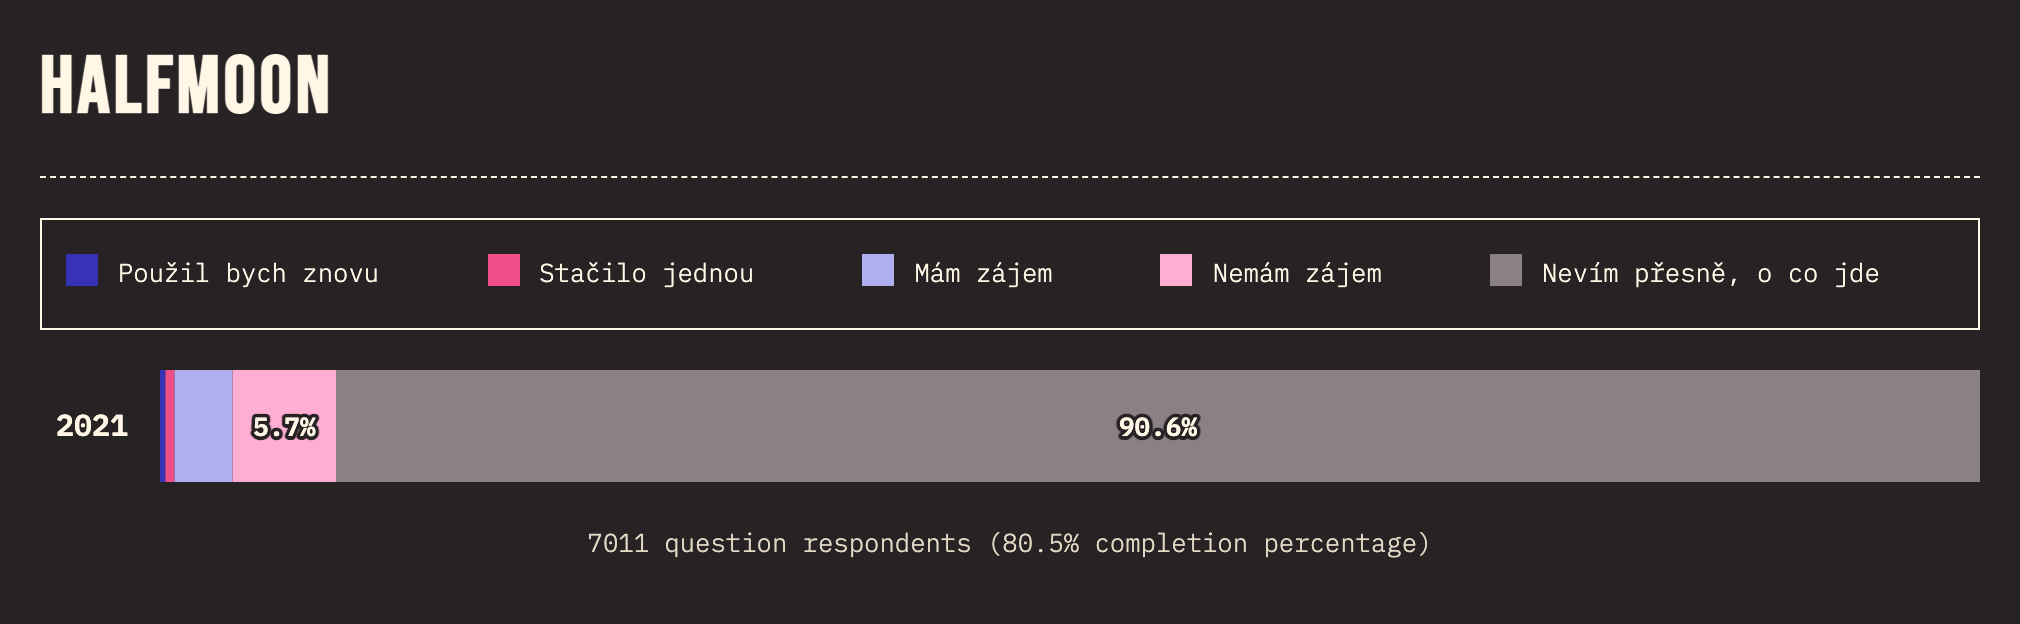 HALFMOON
Použil bych znovu Stačilo jednou Mám zájem Nemám zájem Nevím přesně, o co jde
2021 5.7% 90.6%
7011 question respondents (80.5% completion percentage)